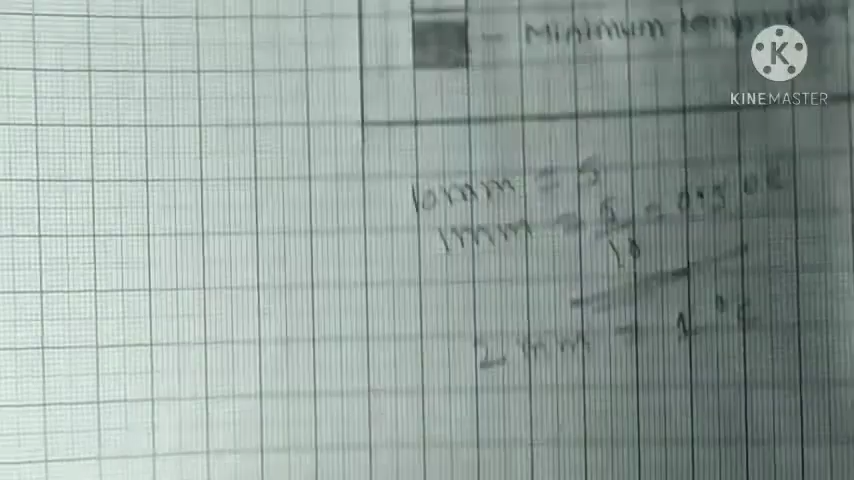 - Minimum
K
KINEMASTER
10mm = 5
1mm = 5/10 = 0.5 °c
2 mm = 1 °c